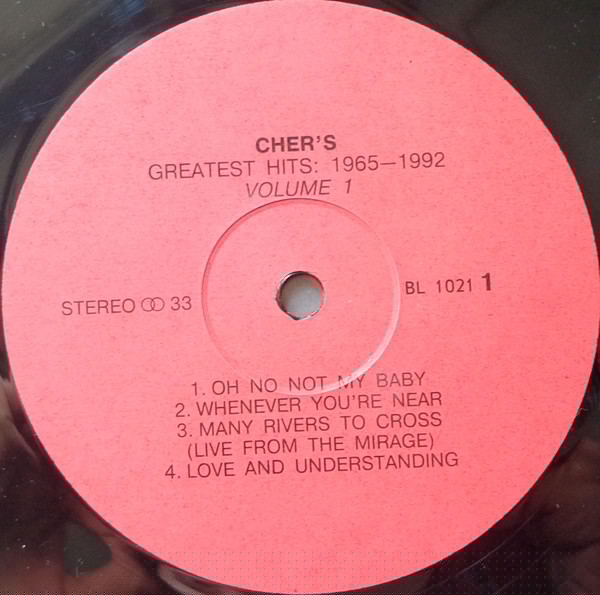 CHER'S
GREATEST HITS: 1965—1992
VOLUME 1
STEREO ⚭ 33
BL 1021 1
1. OH NO NOT MY BABY
2. WHENEVER YOU'RE NEAR
3. MANY RIVERS TO CROSS
(LIVE FROM THE MIRAGE)
4. LOVE AND UNDERSTANDING